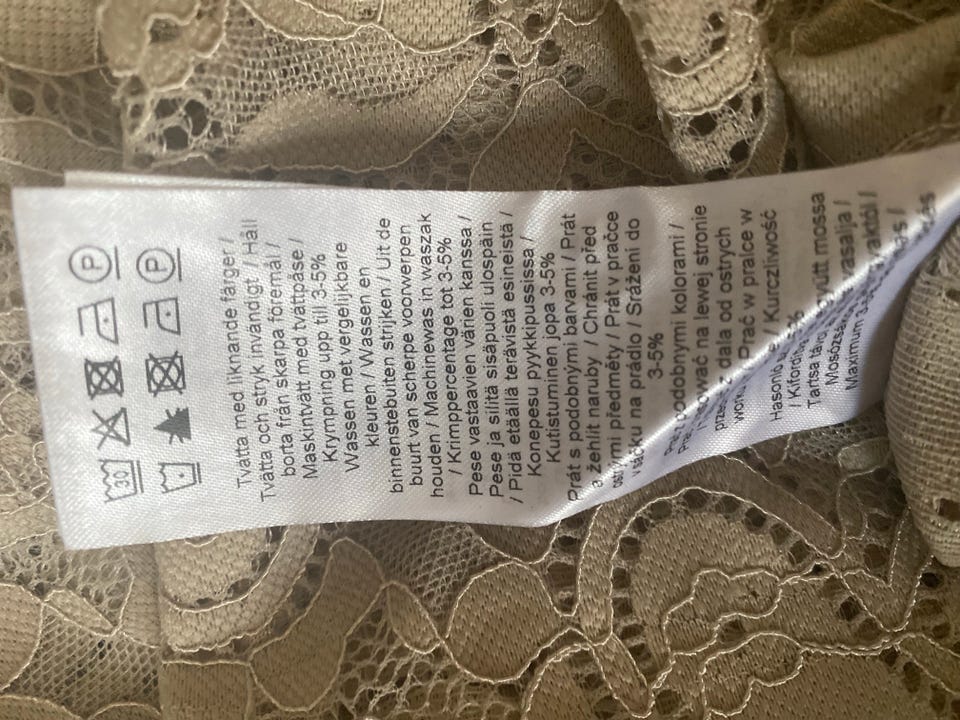 30 P
P
Tvätta med liknande färger /
Tvätta och stryk invändigt / Håll
borta från skarpa föremål /
Maskintvätt med tvättpåse /
Krympning upp till 3-5%
Wassen met vergelijkbare
kleuren / Wassen en
binnenstebuiten strijken / Uit de
buurt van scherpe voorwerpen
houden / Machinewas in waszak
/ Krimppercentage tot 3-5%
Pese vastaavien värien kanssa /
Pese ja silitä sisäpuoli ulospäin
/ Pidä etäällä terävistä esineistä /
Konepesu pyykkipussissa /
Kutistuminen jopa 3-5%
Prát s podobnými barvami / Prát
a žehlit naruby / Chránit před
ostrými předměty / Prát v pračce
v sáčku na prádlo / Srážení do
3-5%
Prać z podobnymi kolorami /
na lewej stronie
z dala od ostrych
/ Prać w pralce w
/ Kurczliwość
Hasonló mossa
/ Kifordítva
Tartsa távol /
Mosózsák
Maximum